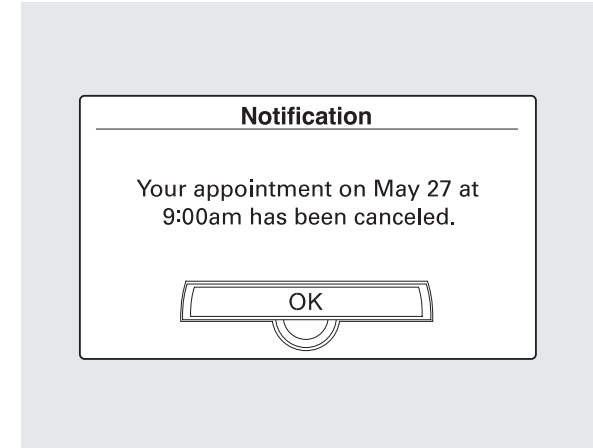 Notification
Your appointment on May 27 at
9:00am has been canceled.
OK